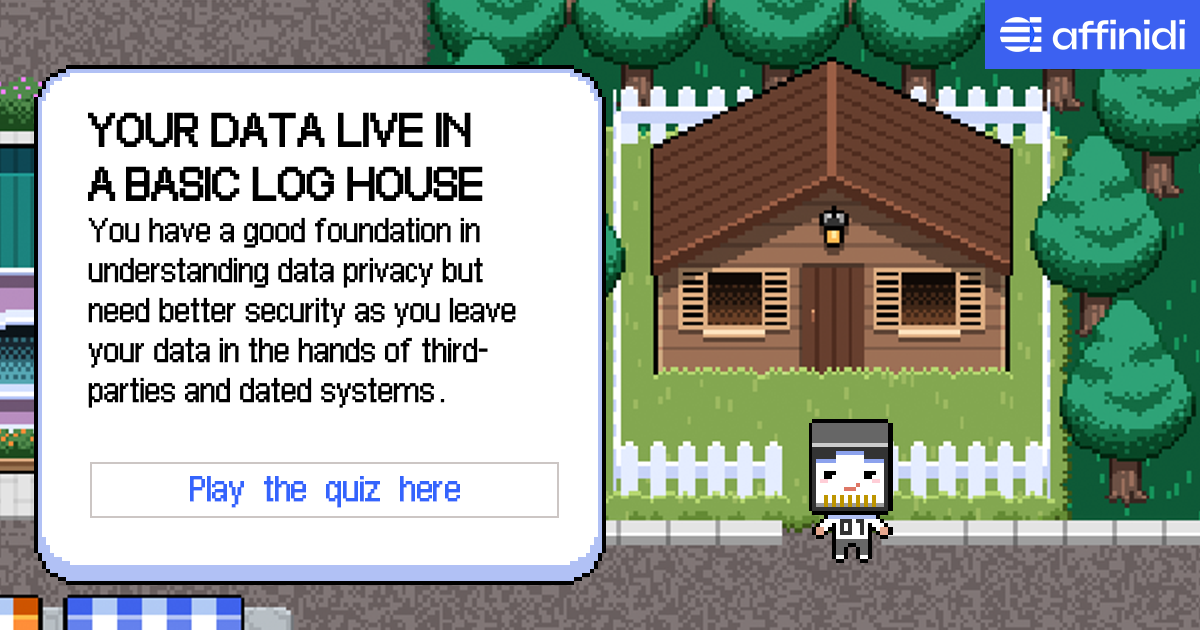 affinidi
YOUR DATA LIVE IN
A BASIC LOG HOUSE
You have a good foundation in
understanding data privacy but
need better security as you leave
your data in the hands of third-
parties and dated systems.
Play the quiz here
01